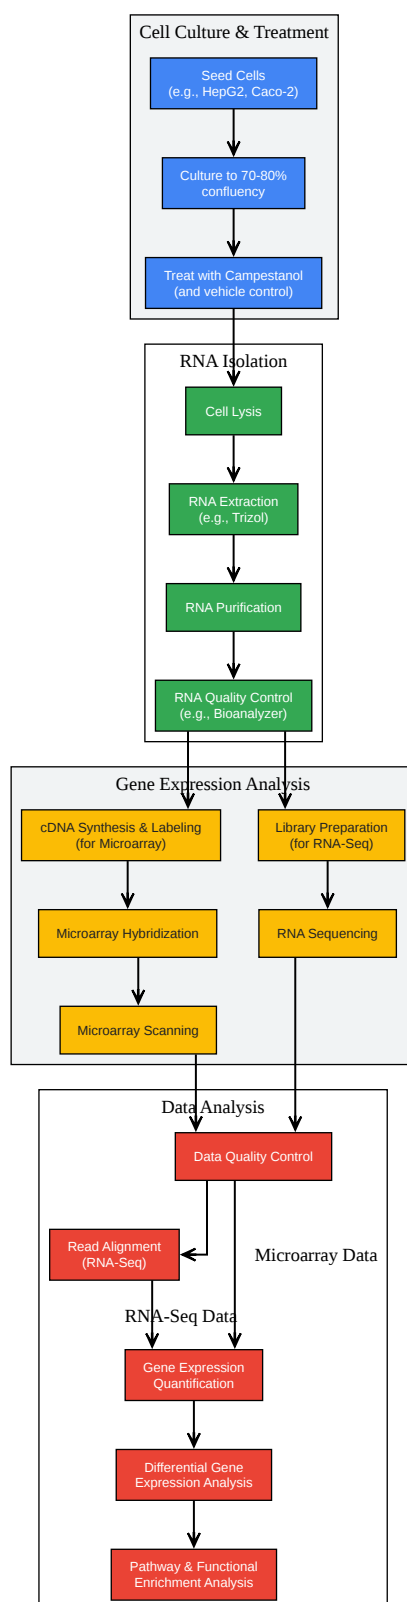 Cell Culture & Treatment
Seed Cells
(e.g., HepG2, Caco-2)
Culture to 70-80%
confluency
Treat with Campestanol
(and vehicle control)
RNA Isolation
Cell Lysis
RNA Extraction
(e.g., Trizol)
RNA Purification
RNA Quality Control
(e.g., Bioanalyzer)
Gene Expression Analysis
cDNA Synthesis & Labeling
(for Microarray)
Library Preparation
(for RNA-Seq)
Microarray Hybridization
RNA Sequencing
Microarray Scanning
Data Analysis
Data Quality Control
Read Alignment
(RNA-Seq)
Microarray Data
RNA-Seq Data
Gene Expression
Quantification
Differential Gene
Expression Analysis
Pathway & Functional
Enrichment Analysis